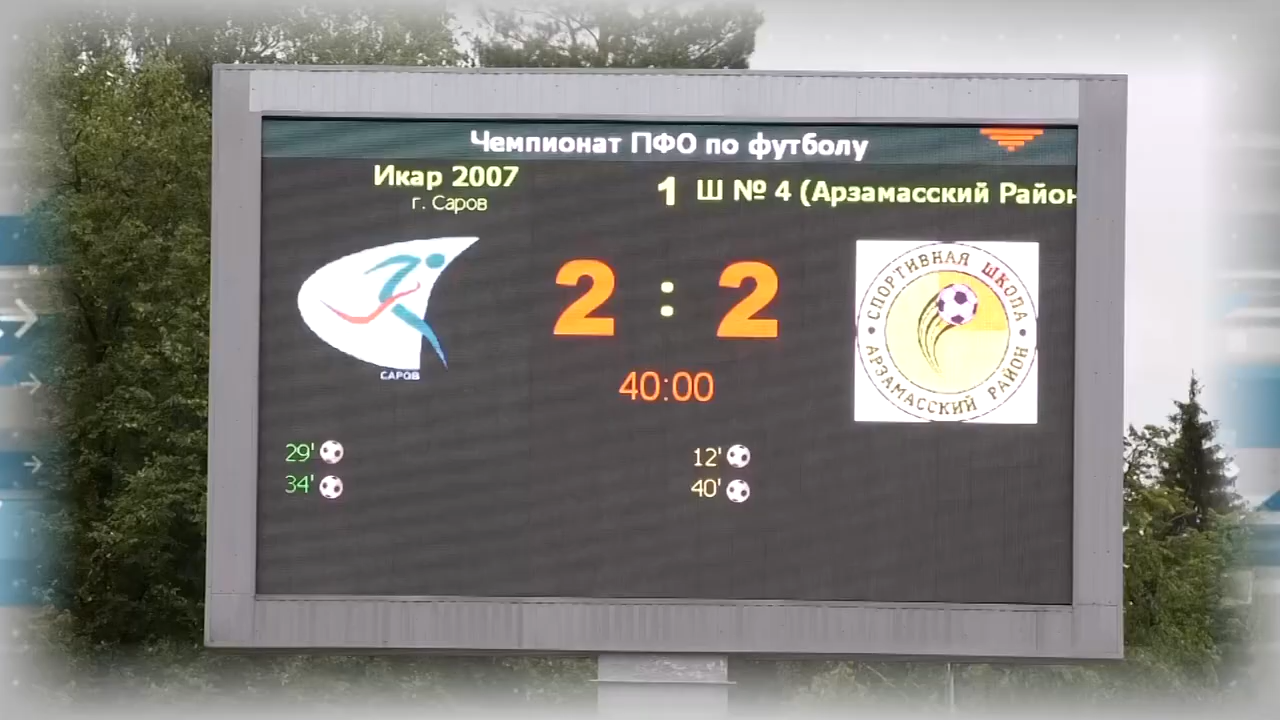 Чемпионат ПФО по футболу
Икар 2007
г. Саров
1 Ш № 4 (Арзамасский Район
2 : 2
САРОВ
СПОРТИВНАЯ ШКОЛА
АРЗАМАССКИЙ РАЙОН
40:00
29'
34'
12'
40'